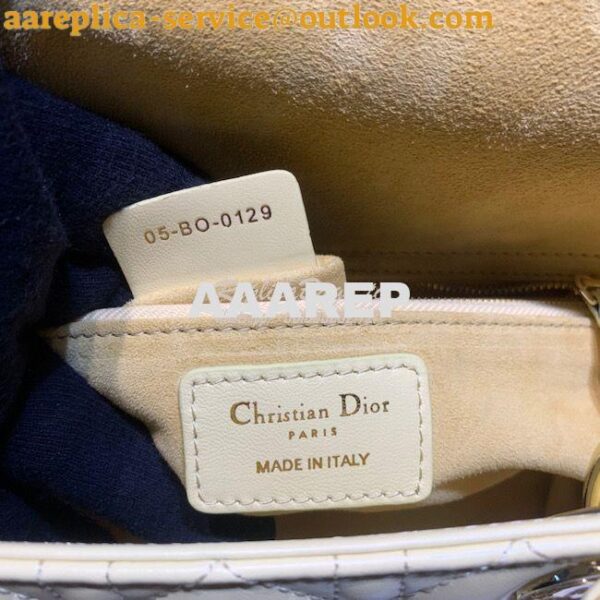 aareplica-service@outlook.com
05-BO-0129
AAAREP
Christian Dior
PARIS
MADE IN ITALY